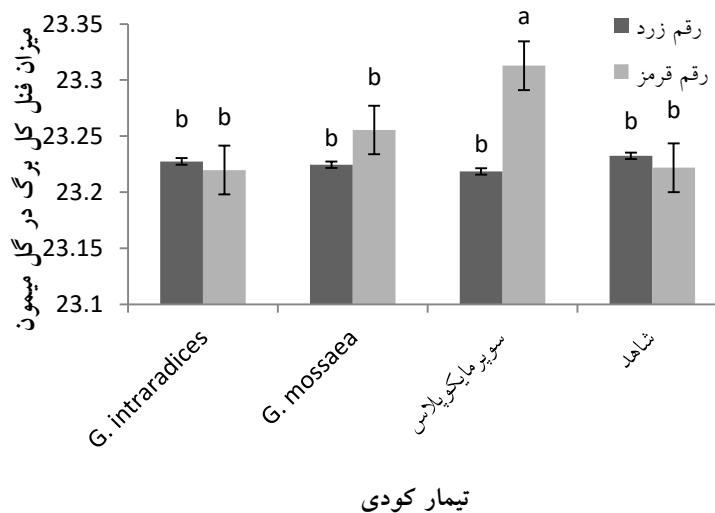 میزان فنل کل برگ در گل میمون
23.35
23.3
23.25
23.2
23.15
23.1
رقم زرد
رقم قرمز
b b
b b
b a
b b
G. intraradices
G. mossaea
سوپرمایکوپلاس
شاهد
تیمار کودی